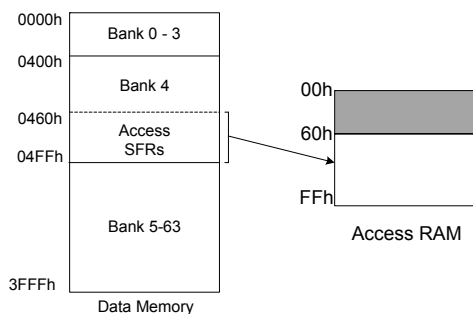 0000h
Bank 0 - 3
0400h
Bank 4
0460h
Access
SFRs
04FFh
Bank 5-63
3FFFh
Data Memory
00h
60h
FFh
Access RAM